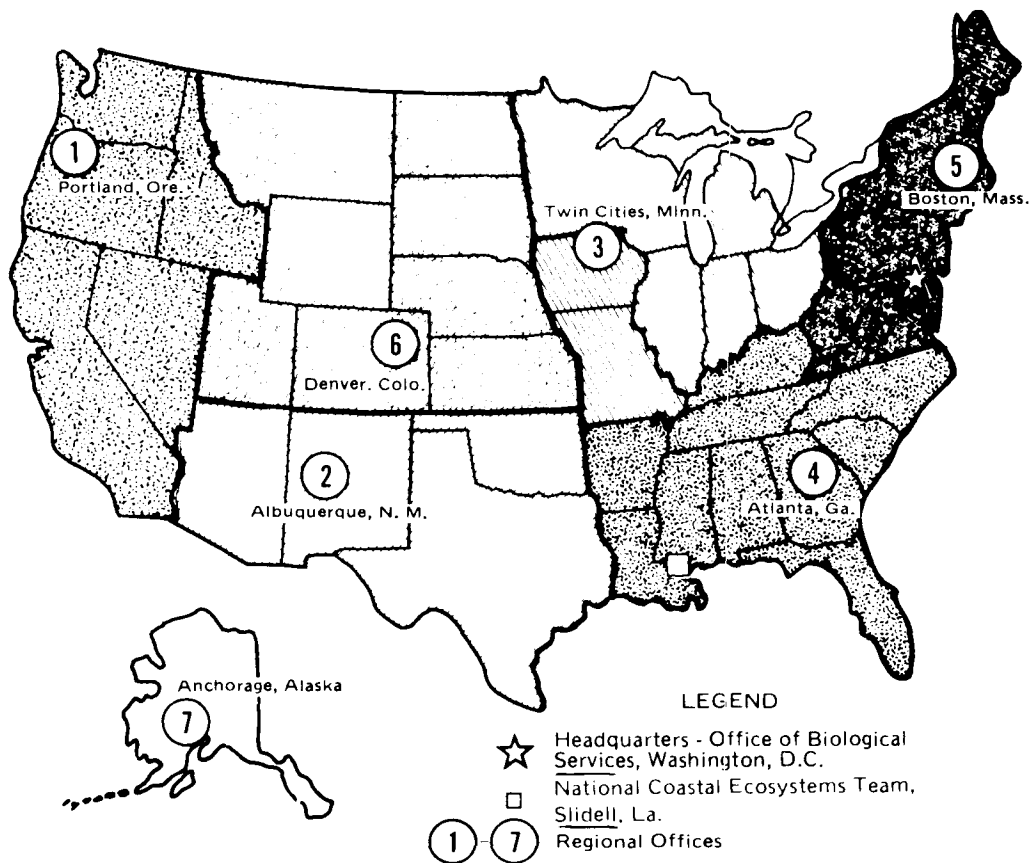 1
Portland, Ore.
5
Boston, Mass.
Twin Cities, Minn.
3
6
Denver. Colo.
2
Albuquerque, N. M.
4
Atlanta, Ga.
Anchorage, Alaska
7
LEGEND
Headquarters - Office of Biological
Services, Washington, D.C.
National Coastal Ecosystems Team,
Slidell, La.
1 - 7 Regional Offices